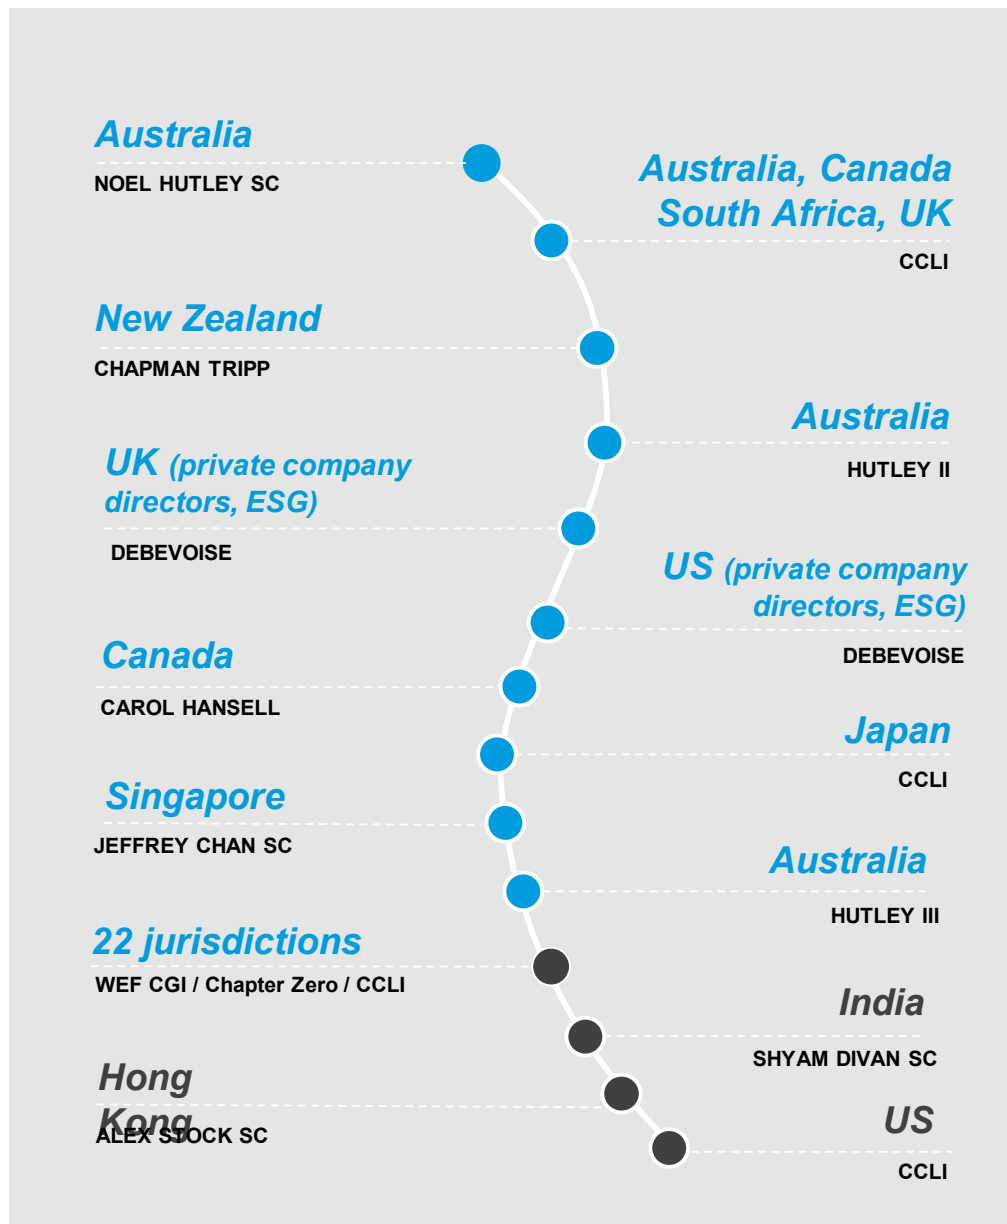 Australia
NOEL HUTLEY SC
Australia, Canada
South Africa, UK
CCLI
New Zealand
CHAPMAN TRIPP
Australia
HUTLEY II
UK (private company
directors, ESG)
DEBEVOISE
US (private company
directors, ESG)
DEBEVOISE
Canada
CAROL HANSELL
Japan
CCLI
Singapore
JEFFREY CHAN SC
Australia
HUTLEY III
22 jurisdictions
WEF CGI / Chapter Zero / CCLI
India
SHYAM DIVAN SC
Hong
Kong
ALEX STOCK SC
US
CCLI